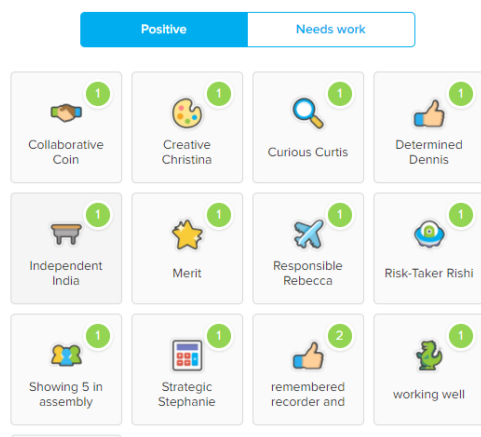 Positive
Needs work
1
1
1
1
Collaborative
Coin
Creative
Christina
Curious Curtis
Determined
Dennis
1
1
1
1
Independent
India
Merit
Responsible
Rebecca
Risk-Taker Rishi
1
1
2
1
Showing 5 in
assembly
Strategic
Stephanie
remembered
recorder and
working well